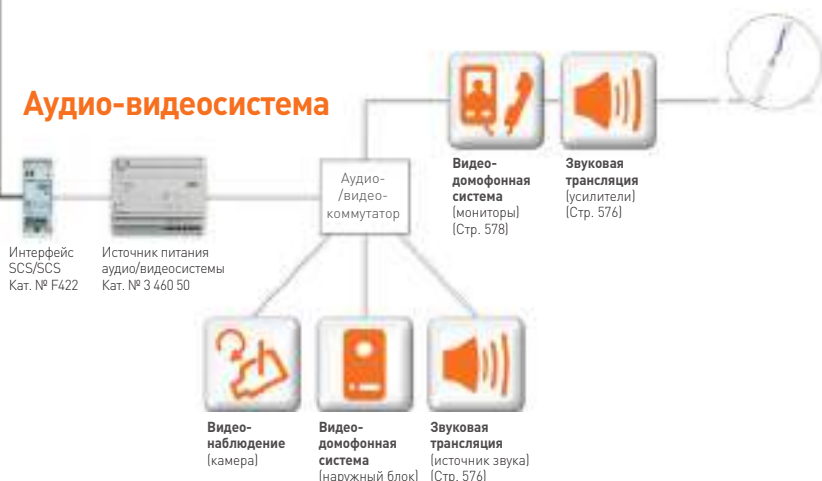 Аудио-видеосистема
Видео-
домофонная
система
(мониторы)
(Стр. 578)
Звуковая
трансляция
(усилители)
(Стр. 576)
Аудио-
/видео-
коммутатор
Интерфейс
SCS/SCS
Кат. № F422
Источник питания
аудио/видеосистемы
Кат. № 3 460 50
Видео-
наблюдение
(камера)
Видео-
домофонная
система
(наружный блок)
Звуковая
трансляция
(источник звука)
(Стр. 576)